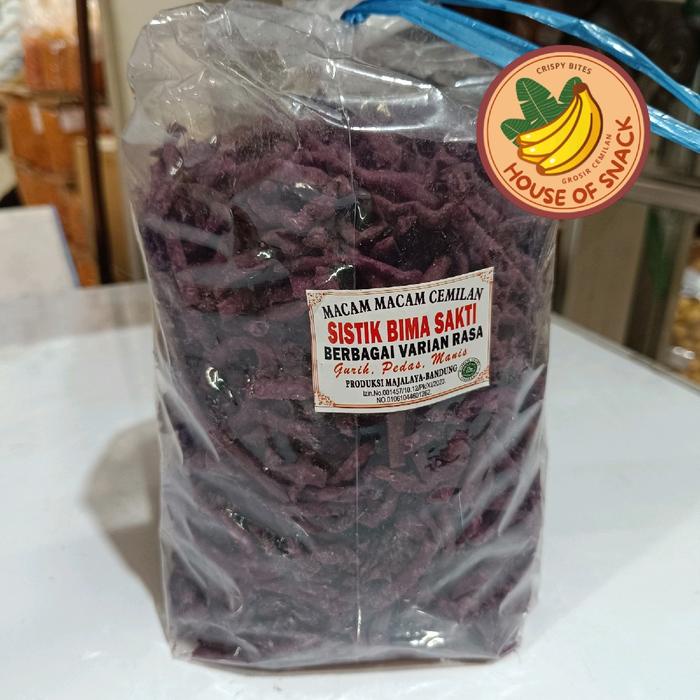 CRISPY BITES
GROSIR CEMILAN
HOUSE OF SNACK
MACAM MACAM CEMILAN
SISTIK BIMA SAKTI
BERBAGAI VARIAN RASA
Gurih, Pedas, Manis
PRODUKSI MAJALAYA-BANDUNG